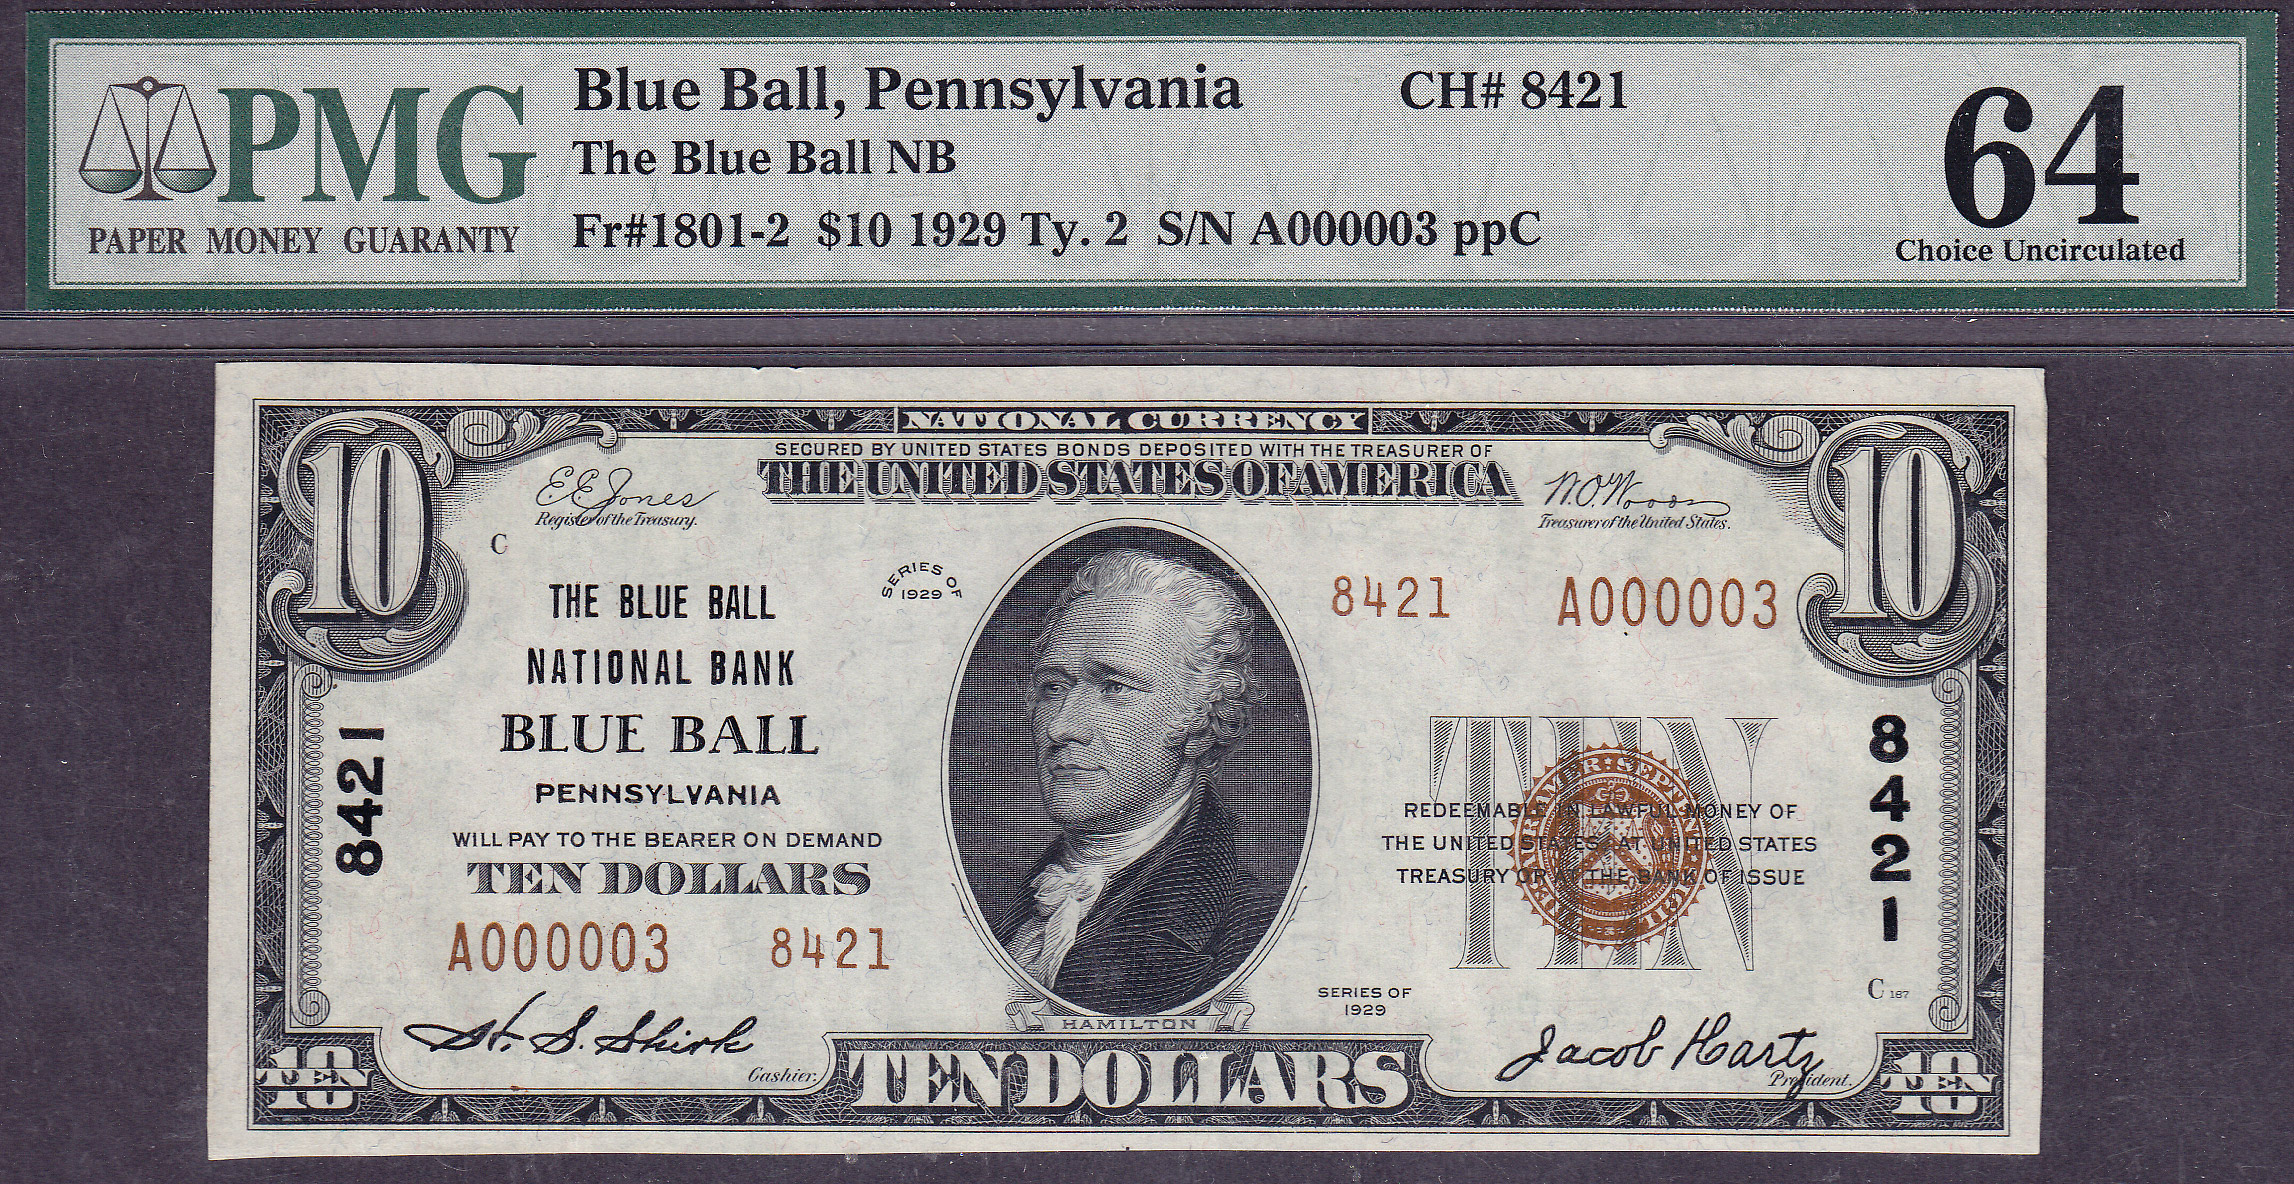 PMG
PAPER MONEY GUARANTY
Blue Ball, Pennsylvania CH# 8421
The Blue Ball NB
Fr#1801-2 $10 1929 Ty. 2 S/N A000003 ppC
64
Choice Uncirculated
NATIONAL CURRENCY
SECURED BY UNITED STATES BONDS DEPOSITED WITH THE TREASURER OF
THE UNITED STATES OF AMERICA
10
10
E E Jones
Register of the Treasury.
W.O. Woods
Treasurer of the United States.
C
SERIES OF
1929
THE BLUE BALL
NATIONAL BANK
BLUE BALL
PENNSYLVANIA
WILL PAY TO THE BEARER ON DEMAND
TEN DOLLARS
A000003 8421
8421
8421 A000003
TEN
REDEEMABLE IN LAWFUL MONEY OF
THE UNITED STATES AT UNITED STATES
TREASURY OR AT THE BANK OF ISSUE
8421
C 187
SERIES OF
1929
HAMILTON
Cashier.
Jacob Hartz
President.
10
TEN
TEN DOLLARS
10
TEN